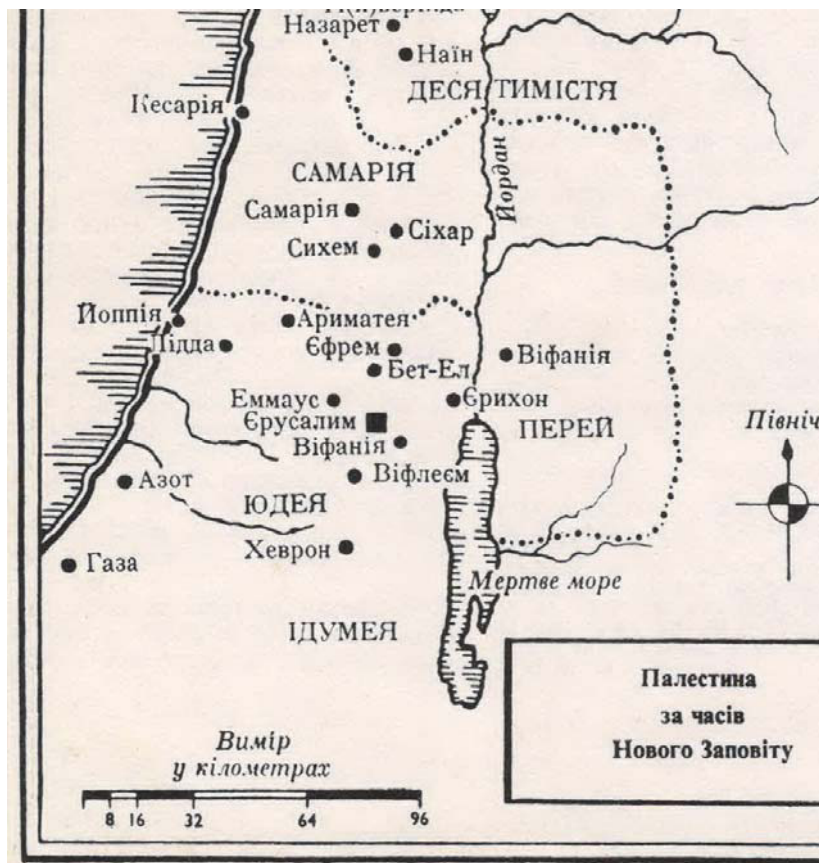 Назарет
Наїн
ДЕСЯТИМІСТЯ
Кесарія
Йордан
САМАРІЯ
Самарія
Сіхар
Сихем
Йоппія
Ариматея
Лідда
Єфрем
Віфанія
Бет-Ел
Еммаус
Єрихон
Єрусалим
ПЕРЕЙ
Північ
Віфанія
Азот
Віфлеєм
ЮДЕЯ
Хеврон
Газа
Мертве море
ІДУМЕЯ
Палестина
за часів
Нового Заповіту
Вимір
у кілометрах
8 16 32 64 96